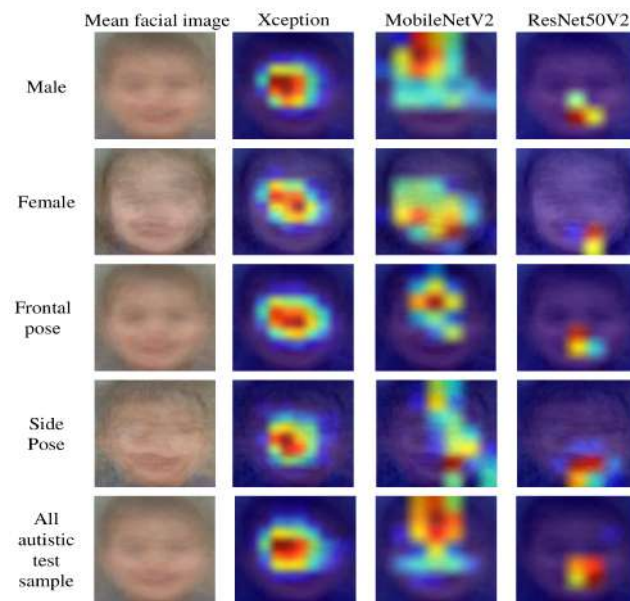 Mean facial image Xception MobileNetV2 ResNet50V2
Male
Female
Frontal
pose
Side
Pose
All
autistic
test
sample